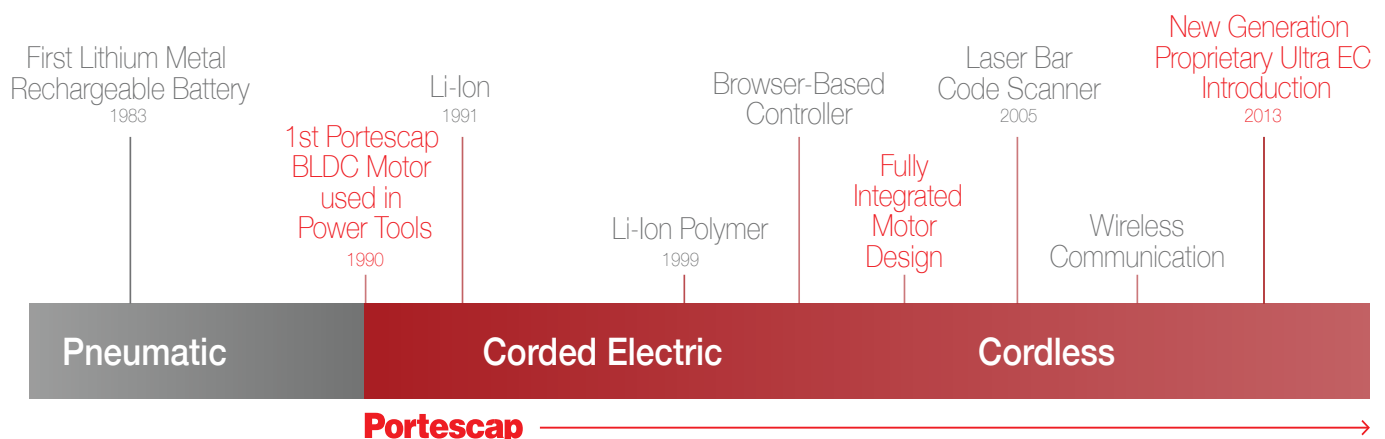 First Lithium Metal
Rechargeable Battery
1983
1st Portescap
BLDC Motor
used in
Power Tools
1990
Li-Ion
1991
Li-Ion Polymer
1999
Browser-Based
Controller
Fully
Integrated
Motor
Design
Laser Bar
Code Scanner
2005
Wireless
Communication
New Generation
Proprietary Ultra EC
Introduction
2013
Pneumatic
Corded Electric
Cordless
Portescap